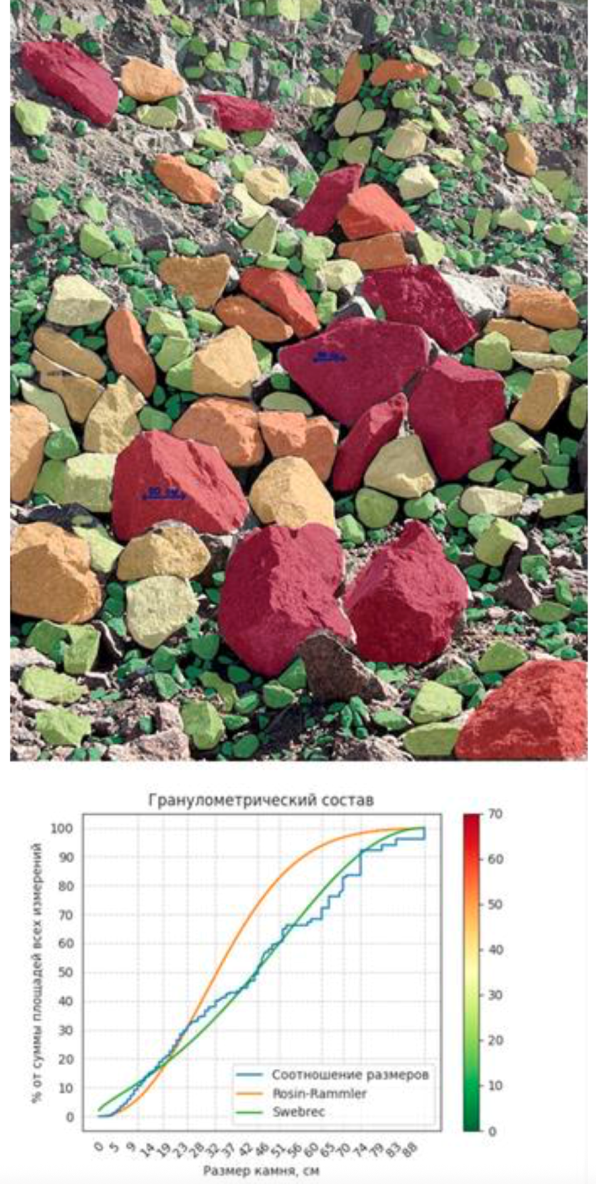 Гранулометрический состав
% от суммы площадей всех измерений
100
90
80
70
60
50
40
30
20
10
0
Соотношение размеров
Rosin-Rammler
Swebrec
0 5 9 14 19 23 28 32 37 42 46 51 56 60 65 70 74 79 83 88
Размер камня, см
70
60
50
40
30
20
10
0